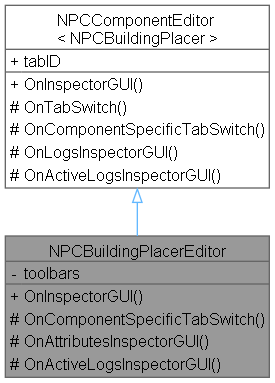 NPCComponentEditor
< NPCBuildingPlacer >
+ tabID
+ OnInspectorGUI()
# OnTabSwitch()
# OnComponentSpecificTabSwitch()
# OnLogsInspectorGUI()
# OnActiveLogsInspectorGUI()
NPCBuildingPlacerEditor
- toolbars
+ OnInspectorGUI()
# OnComponentSpecificTabSwitch()
# OnAttributesInspectorGUI()
# OnActiveLogsInspectorGUI()